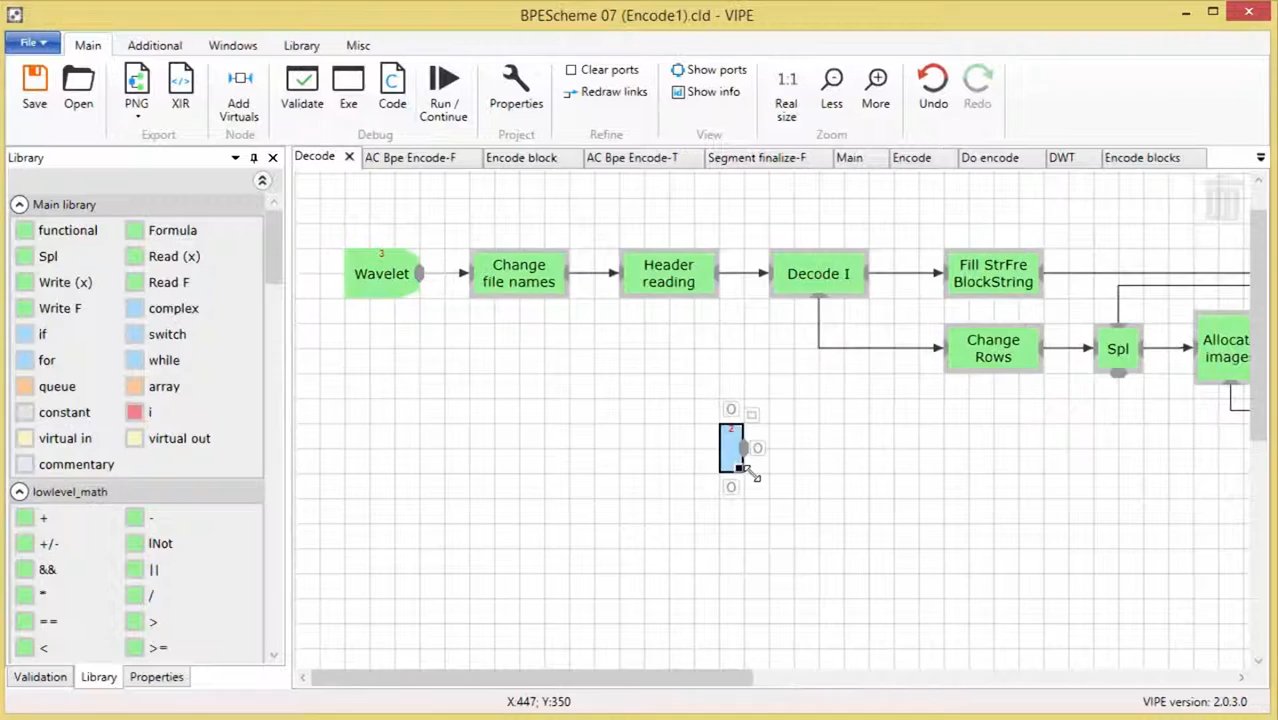 BPEScheme 07 (Encode1).cld - VIPE
File
Main
Additional
Windows
Library
Misc
Save
Open
PNG
XIR
Export
Add
Virtuals
Node
Validate
Exe
Code
Run /
Continue
Debug
Properties
Project
Clear ports
Redraw links
Refine
Show ports
Show info
View
1:1
Real
size
Less
More
Zoom
Undo
Redo
Library
Decode
AC Bpe Encode-F
Encode block
AC Bpe Encode-T
Segment finalize-F
Main
Encode
Do encode
DWT
Encode blocks
Main library
functional
Formula
Spl
Read (x)
Write (x)
Read F
Write F
complex
if
switch
for
while
queue
array
constant
i
virtual in
virtual out
commentary
lowlevel_math
+
-
+/-
lNot
&&
||
*
/
==
>
<
>=
3
Wavelet
Change
file names
Header
reading
Decode I
Fill StrFre
BlockString
Change
Rows
Spl
Allocat
images
O
2
O
O
Validation
Library
Properties
X:447; Y:350
VIPE version: 2.0.3.0